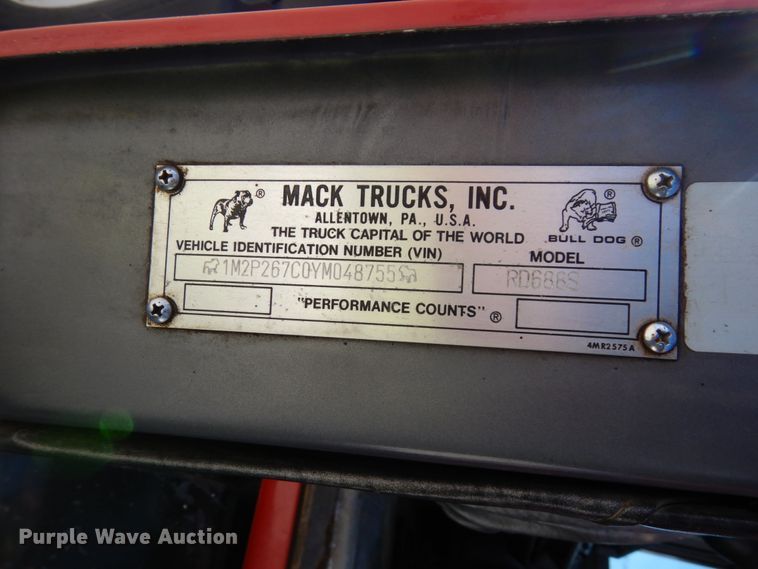 MACK TRUCKS, INC.
ALLENTOWN, PA., U.S.A.
THE TRUCK CAPITAL OF THE WORLD
BULL DOG ®
VEHICLE IDENTIFICATION NUMBER (VIN)
MODEL
1M2P267C0YM048755
RD688S
"PERFORMANCE COUNTS" ®
4MR2575A
Purple Wave Auction